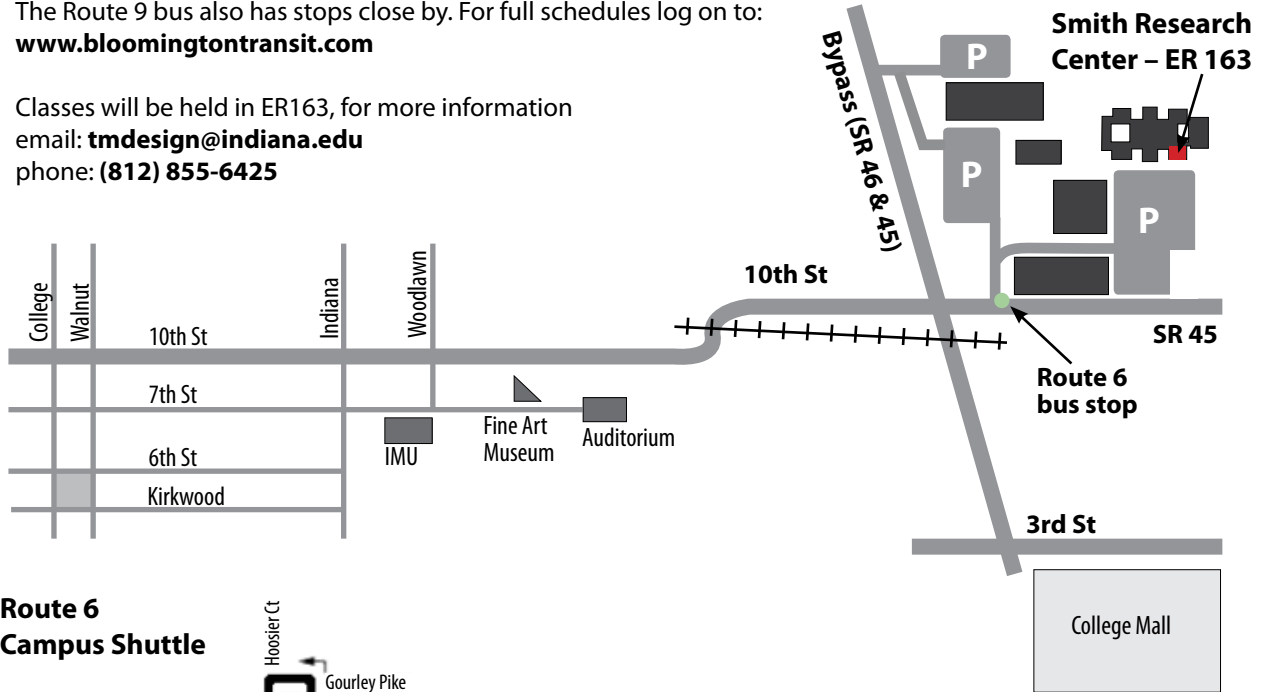 The Route 9 bus also has stops close by. For full schedules log on to:
www.bloomingtontransit.com
Classes will be held in ER163, for more information
email: tmdesign@indiana.edu
phone: (812) 855-6425
Smith Research
Center – ER 163
Bypass (SR 46 & 45)
P
P
P
10th St
SR 45
Route 6
bus stop
College
Walnut
Indiana
Woodlawn
10th St
7th St
6th St
Kirkwood
IMU
Fine Art
Museum
Auditorium
3rd St
College Mall
Route 6
Campus Shuttle
Hoosier Ct
Gourley Pike